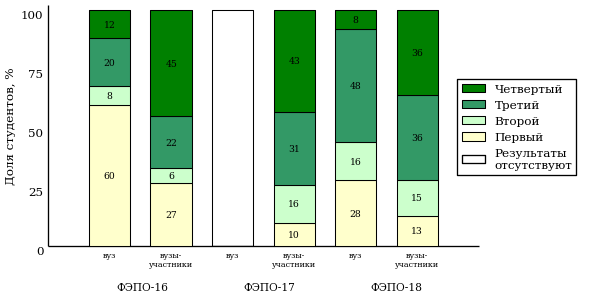 Доля студентов, %
100
75
50
25
0
12
20
8
60
45
22
6
27
43
31
16
10
8
48
16
28
36
36
15
13
вуз
вузы-
участники
вуз
вузы-
участники
вуз
вузы-
участники
ФЭПО-16
ФЭПО-17
ФЭПО-18
Четвертый
Третий
Второй
Первый
Результаты
отсутствуют